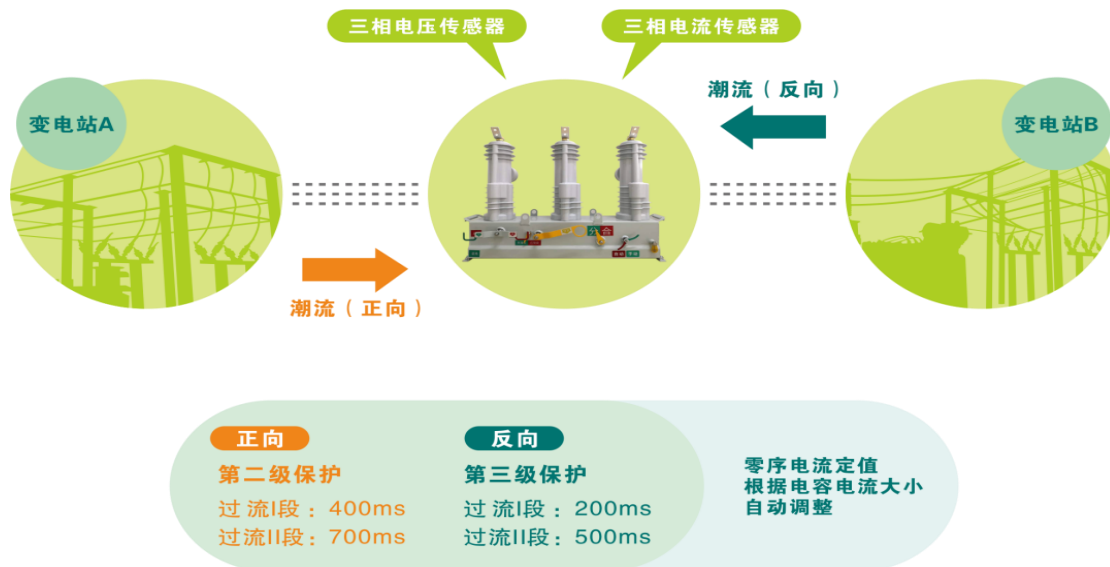 三相电压传感器
三相电流传感器
潮流（反向）
变电站A
变电站B
分 合
潮流（正向）
正向
反向
第二级保护
第三级保护
过流I段：400ms
过流I段：200ms
过流II段：700ms
过流II段：500ms
零序电流定值
根据电容电流大小
自动调整